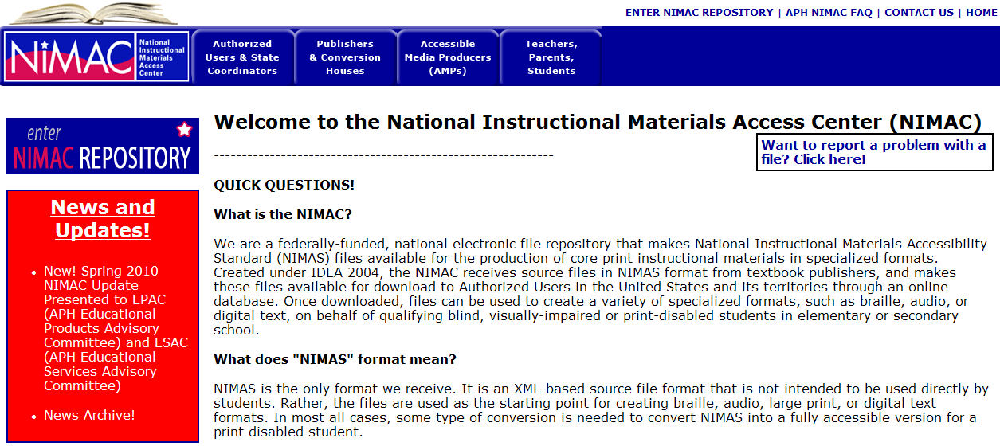 ENTER NIMAC REPOSITORY | APH NIMAC FAQ | CONTACT US | HOME
NiMAC
National
Instructional
Materials
Access
Center
Authorized
Users & State
Coordinators
Publishers
& Conversion
Houses
Accessible
Media Producers
(AMPs)
Teachers,
Parents,
Students
enter
NIMAC REPOSITORY
News and
Updates!
New! Spring 2010
NIMAC Update
Presented to EPAC
(APH Educational
Products Advisory
Committee) and ESAC
(APH Educational
Services Advisory
Committee)
News Archive!
Welcome to the National Instructional Materials Access Center (NIMAC)
Want to report a problem with a
file? Click here!
-------------------------------------------------------------
QUICK QUESTIONS!
What is the NIMAC?
We are a federally-funded, national electronic file repository that makes National Instructional Materials Accessibility
Standard (NIMAS) files available for the production of core print instructional materials in specialized formats.
Created under IDEA 2004, the NIMAC receives source files in NIMAS format from textbook publishers, and makes
these files available for download to Authorized Users in the United States and its territories through an online
database. Once downloaded, files can be used to create a variety of specialized formats, such as braille, audio, or
digital text, on behalf of qualifying blind, visually-impaired or print-disabled students in elementary or secondary
school.
What does "NIMAS" format mean?
NIMAS is the only format we receive. It is an XML-based source file format that is not intended to be used directly by
students. Rather, the files are used as the starting point for creating braille, audio, large print, or digital text
formats. In most all cases, some type of conversion is needed to convert NIMAS into a fully accessible version for a
print disabled student.